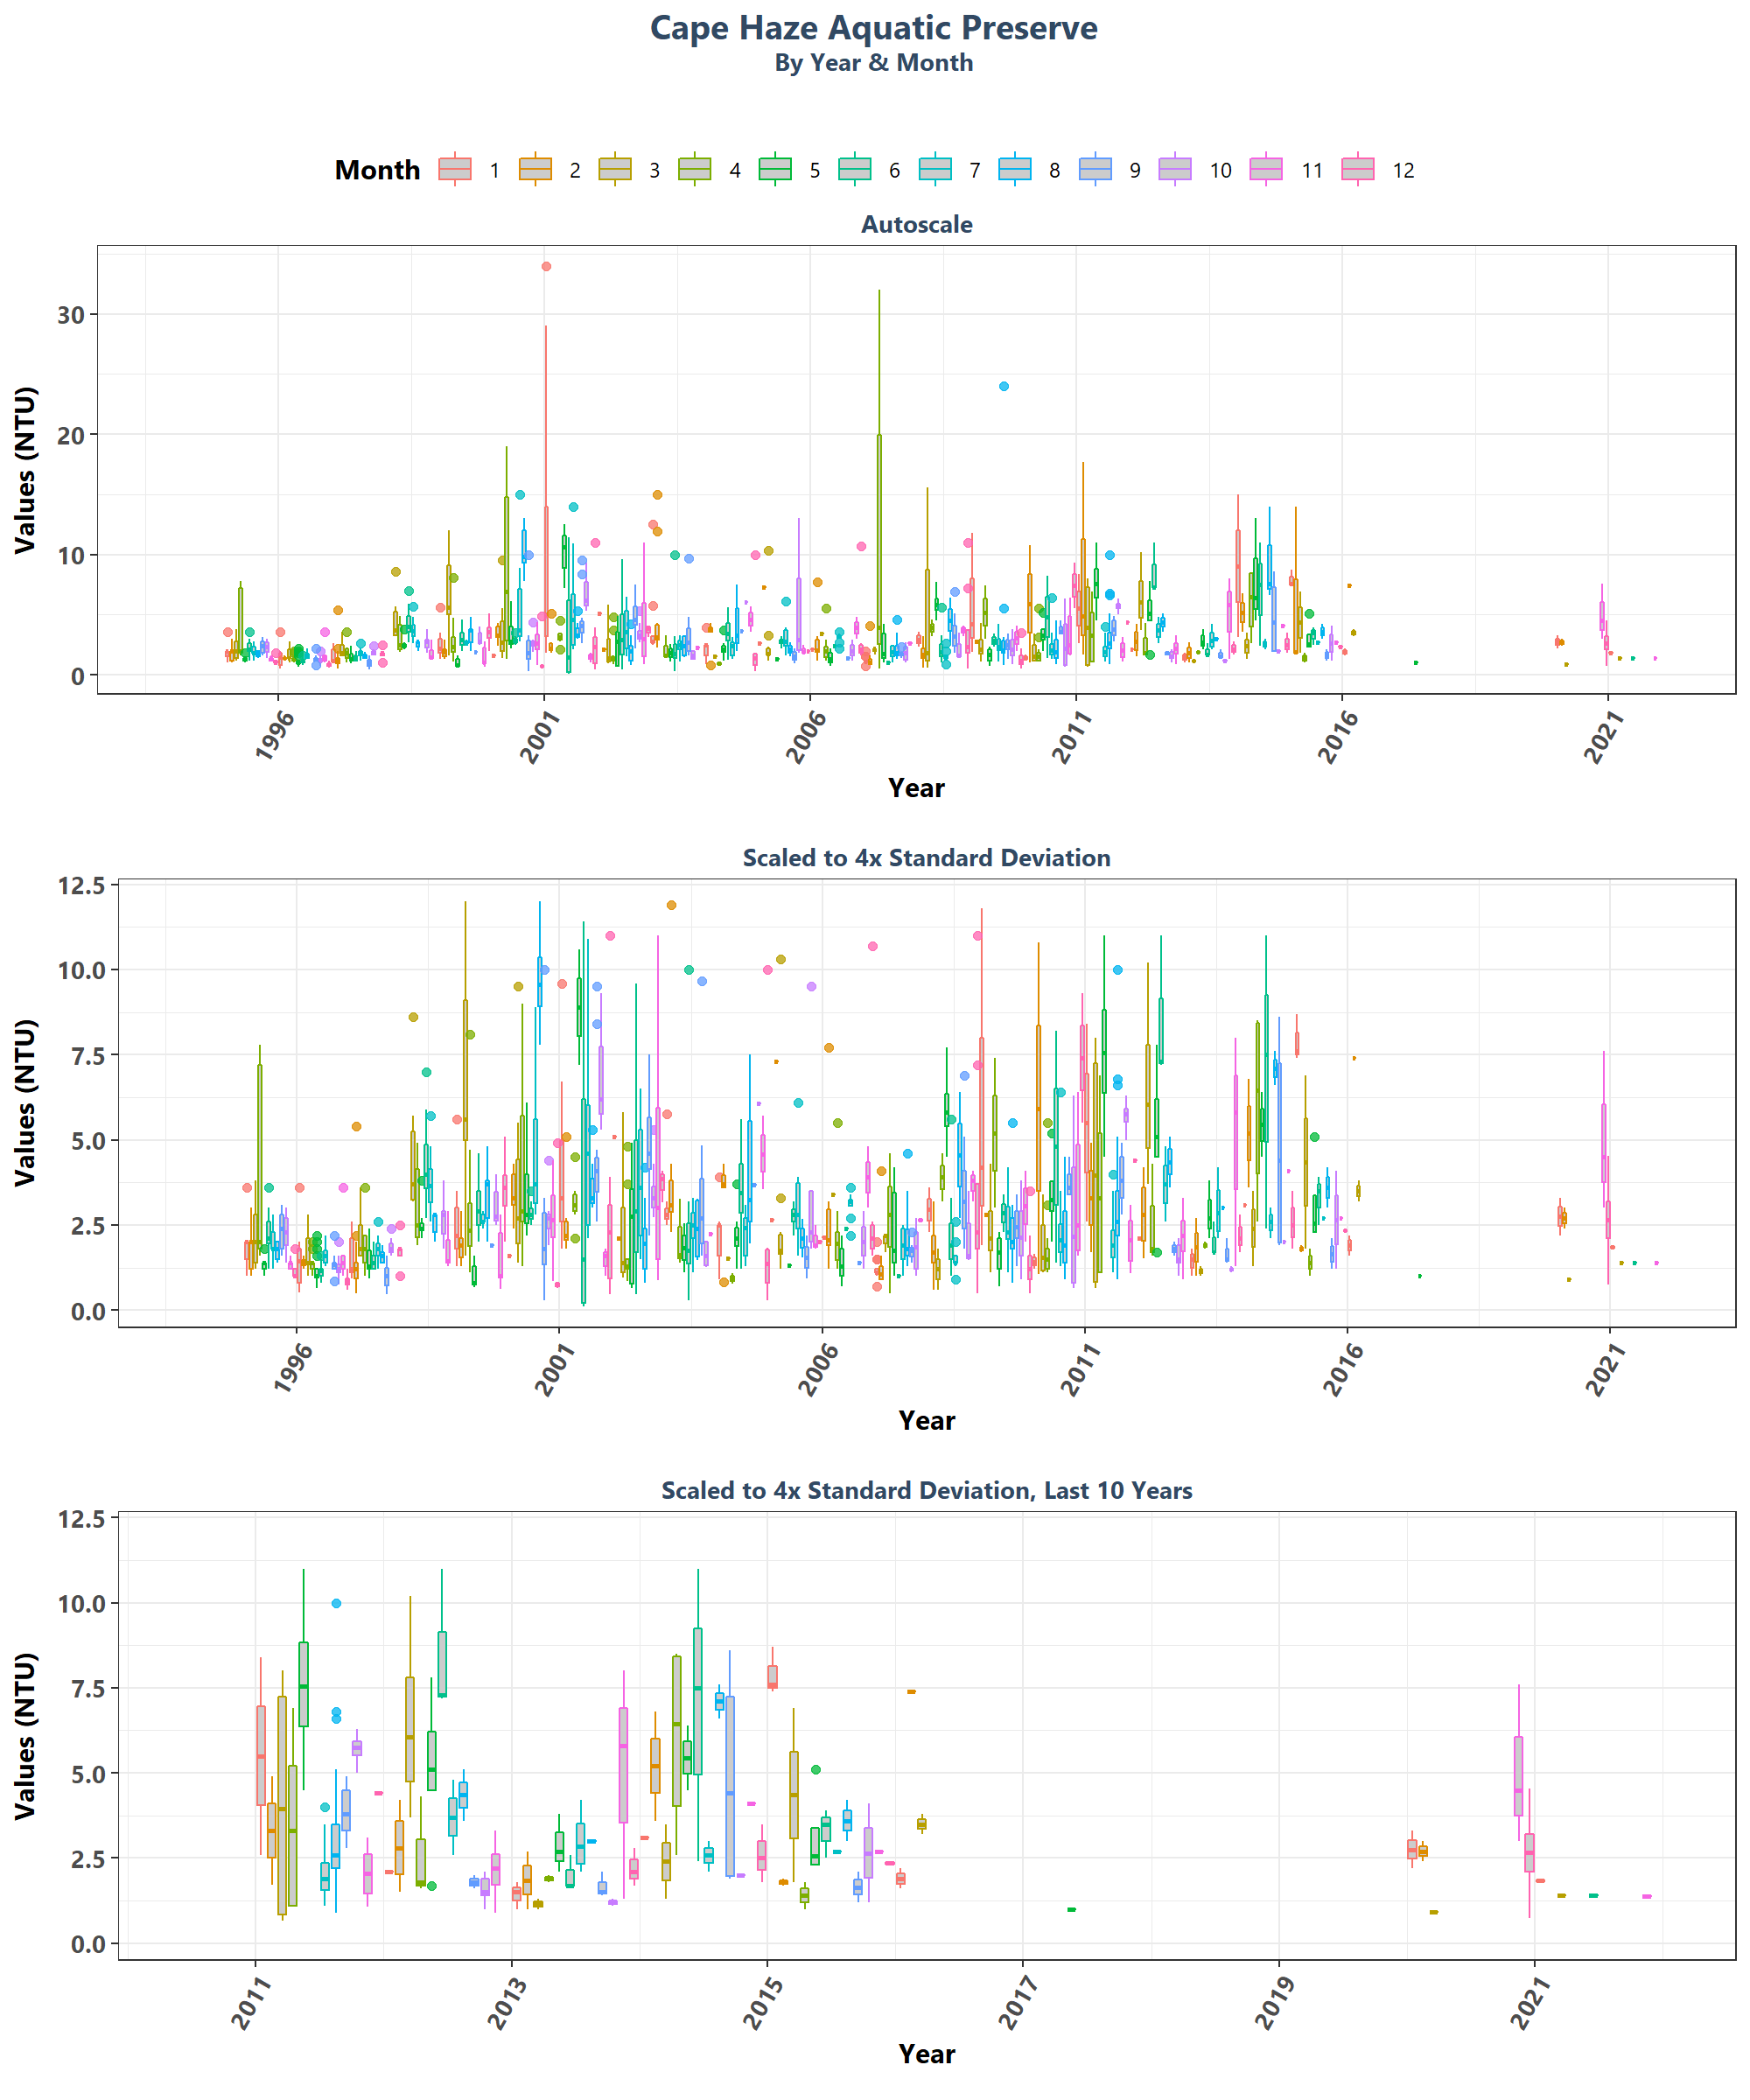 Cape Haze Aquatic Preserve
By Year & Month
Month 1 2 3 4 5 6 7 8 9 10 11 12
Autoscale
Values (NTU)
30
20
10
0
1996 2001 2006 2011 2016 2021
Year
Scaled to 4x Standard Deviation
Values (NTU)
12.5
10.0
7.5
5.0
2.5
0.0
1996 2001 2006 2011 2016 2021
Year
Scaled to 4x Standard Deviation, Last 10 Years
Values (NTU)
12.5
10.0
7.5
5.0
2.5
0.0
2011 2013 2015 2017 2019 2021
Year